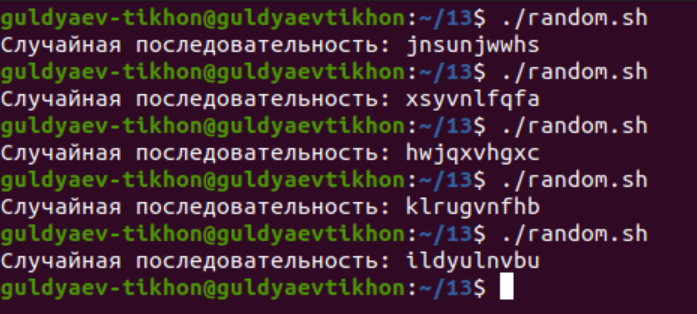 guldyaev-tikhon@guldyaevtikhon:~/13$ ./random.sh
Случайная последовательность: jnsunjwwhs
guldyaev-tikhon@guldyaevtikhon:~/13$ ./random.sh
Случайная последовательность: xsyvnlfqfa
guldyaev-tikhon@guldyaevtikhon:~/13$ ./random.sh
Случайная последовательность: hwjqxvhgxc
guldyaev-tikhon@guldyaevtikhon:~/13$ ./random.sh
Случайная последовательность: klrugvnfhb
guldyaev-tikhon@guldyaevtikhon:~/13$ ./random.sh
Случайная последовательность: ildyulnvbu
guldyaev-tikhon@guldyaevtikhon:~/13$